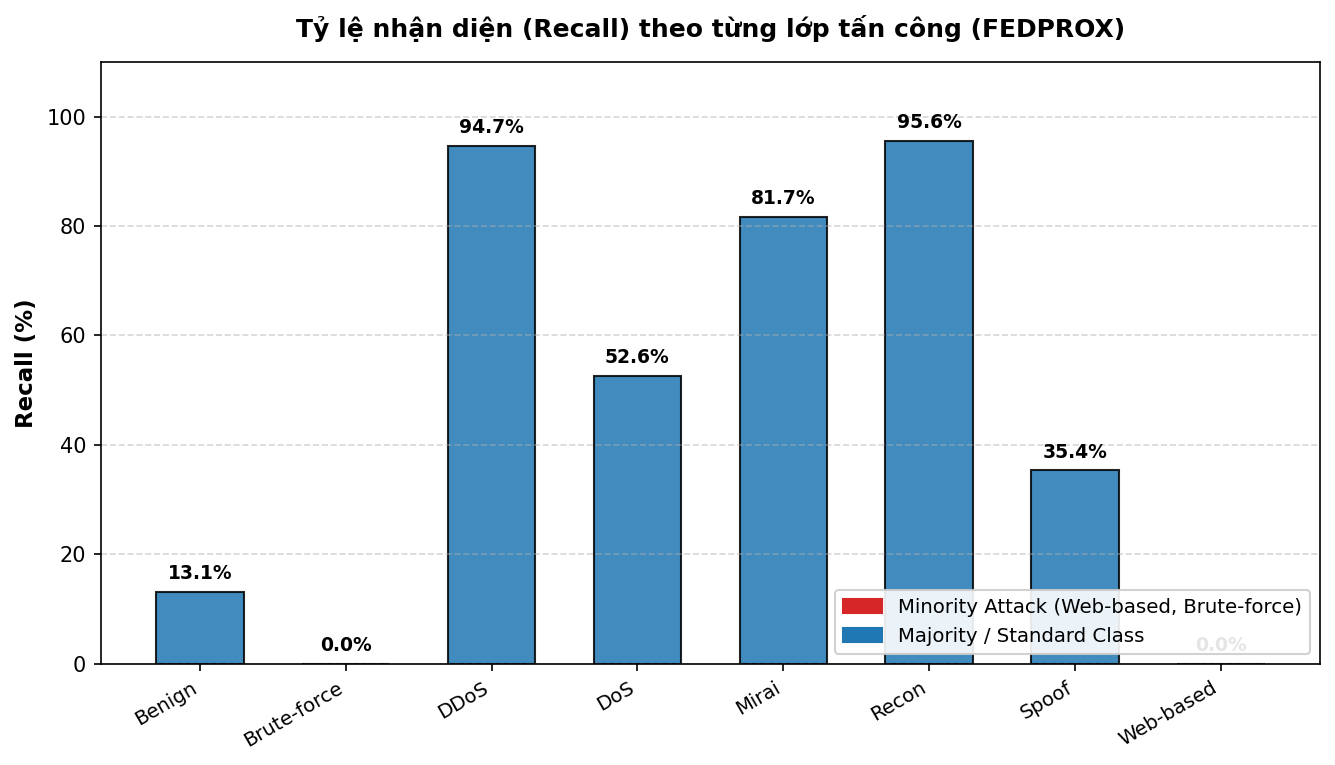 Tỷ lệ nhận diện (Recall) theo từng lớp tấn công (FEDPROX)
Recall (%)
100
80
60
40
20
0
13.1%
0.0%
94.7%
52.6%
81.7%
95.6%
35.4%
0.0%
Minority Attack (Web-based, Brute-force)
Majority / Standard Class
Benign
Brute-force
DDoS
DoS
Mirai
Recon
Spoof
Web-based